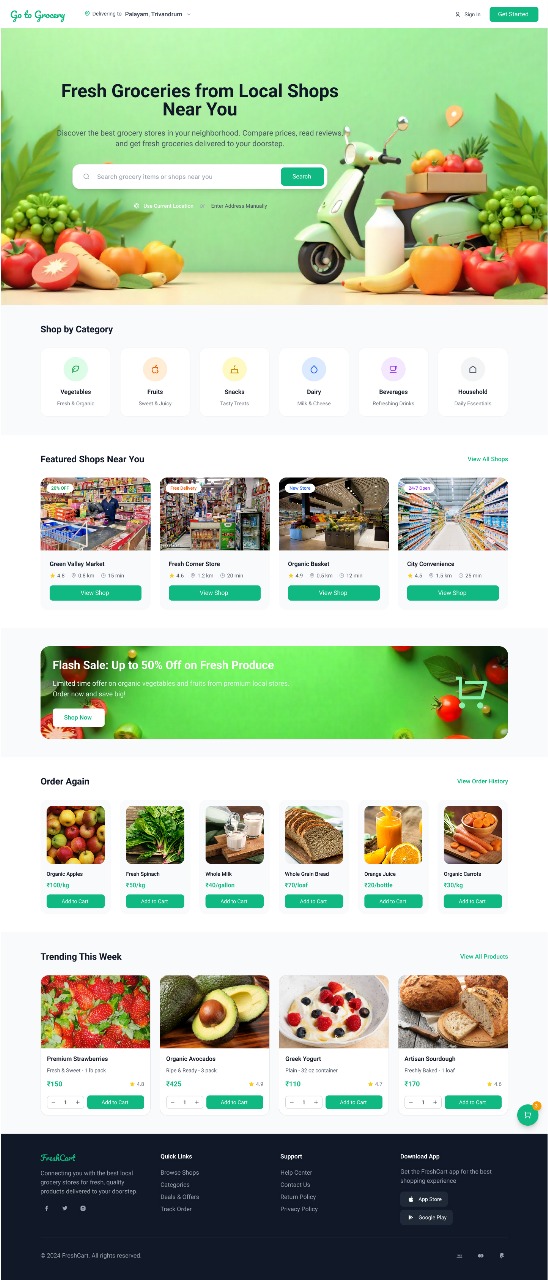 Go to Grocery
Delivering to Palayam, Trivandrum
Sign In
Get Started
Fresh Groceries from Local Shops
Near You
Discover the best grocery stores in your neighborhood. Compare prices, read reviews,
and get fresh groceries delivered to your doorstep.
Search grocery items or shops near you
Search
Use Current Location or Enter Address Manually
Shop by Category
Vegetables
Fresh & Organic
Fruits
Sweet & Juicy
Snacks
Tasty Treats
Dairy
Milk & Cheese
Beverages
Refreshing Drinks
Household
Daily Essentials
Featured Shops Near You
View All Shops
20% OFF
Green Valley Market
4.8 0.8 km 15 min
View Shop
Free Delivery
Fresh Corner Store
4.6 1.2 km 20 min
View Shop
New Store
Organic Basket
4.9 0.5 km 12 min
View Shop
24/7 Open
City Convenience
4.5 1.5 km 25 min
View Shop
Flash Sale: Up to 50% Off on Fresh Produce
Limited time offer on organic vegetables and fruits from premium local stores.
Order now and save big!
Shop Now
Order Again
View Order History
Organic Apples
₹100/kg
Add to Cart
Fresh Spinach
₹50/kg
Add to Cart
Whole Milk
₹40/gallon
Add to Cart
Whole Grain Bread
₹70/loaf
Add to Cart
Orange Juice
₹20/bottle
Add to Cart
Organic Carrots
₹30/kg
Add to Cart
Trending This Week
View All Products
Premium Strawberries
Fresh & Sweet • 1 lb pack
₹150 4.8
− 1 + Add to Cart
Organic Avocados
Ripe & Ready • 3 pack
₹425 4.9
− 1 + Add to Cart
Greek Yogurt
Plain • 32 oz container
₹110 4.7
− 1 + Add to Cart
Artisan Sourdough
Freshly Baked • 1 loaf
₹170 4.6
− 1 + Add to Cart
FreshCart
Connecting you with the best local
grocery stores for fresh, quality
products delivered to your doorstep.
Quick Links
Browse Shops
Categories
Deals & Offers
Track Order
Support
Help Center
Contact Us
Return Policy
Privacy Policy
Download App
Get the FreshCart app for the best
shopping experience
App Store
Google Play
© 2024 FreshCart. All rights reserved.